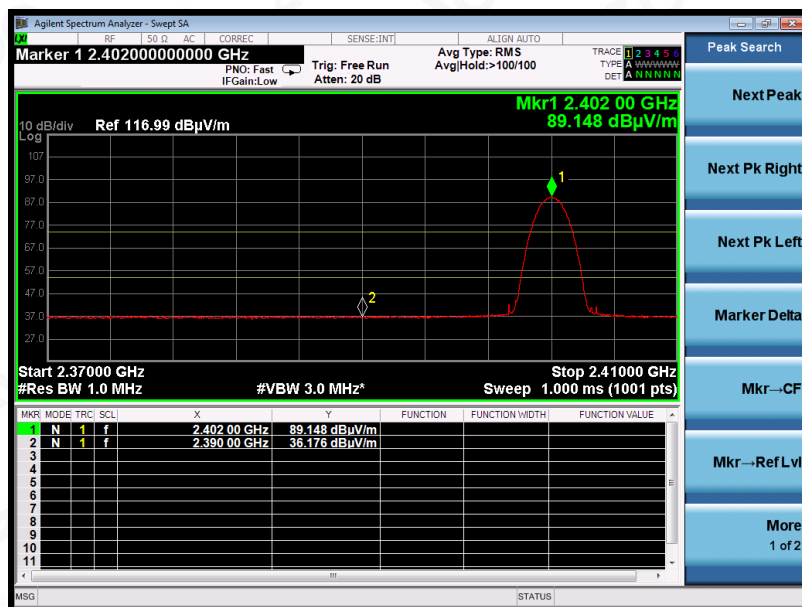 Agilent Spectrum Analyzer - Swept SA
LXI RF 50 Ω AC CORREC SENSE:INT ALIGN AUTO
Marker 1 2.402000000000 GHz
PNO: Fast
IFGain:Low
Trig: Free Run
Atten: 20 dB
Avg Type: RMS
Avg|Hold:>100/100
TRACE 1 2 3 4 5 6
TYPE A WWWWW
DET A N N N N N
Mkr1 2.402 00 GHz
89.148 dBµV/m
10 dB/div Ref 116.99 dBµV/m
Log
107
97.0
87.0
77.0
67.0
57.0
47.0
37.0
27.0
1
2
Start 2.37000 GHz Stop 2.41000 GHz
#Res BW 1.0 MHz #VBW 3.0 MHz* Sweep 1.000 ms (1001 pts)
MKR MODE TRC SCL X Y FUNCTION FUNCTION WIDTH FUNCTION VALUE
1 N 1 f 2.402 00 GHz 89.148 dBµV/m
2 N 1 f 2.390 00 GHz 36.176 dBµV/m
3
4
5
6
7
8
9
10
11
MSG STATUS
Peak Search
Next Peak
Next Pk Right
Next Pk Left
Marker Delta
Mkr→CF
Mkr→Ref Lvl
More
1 of 2